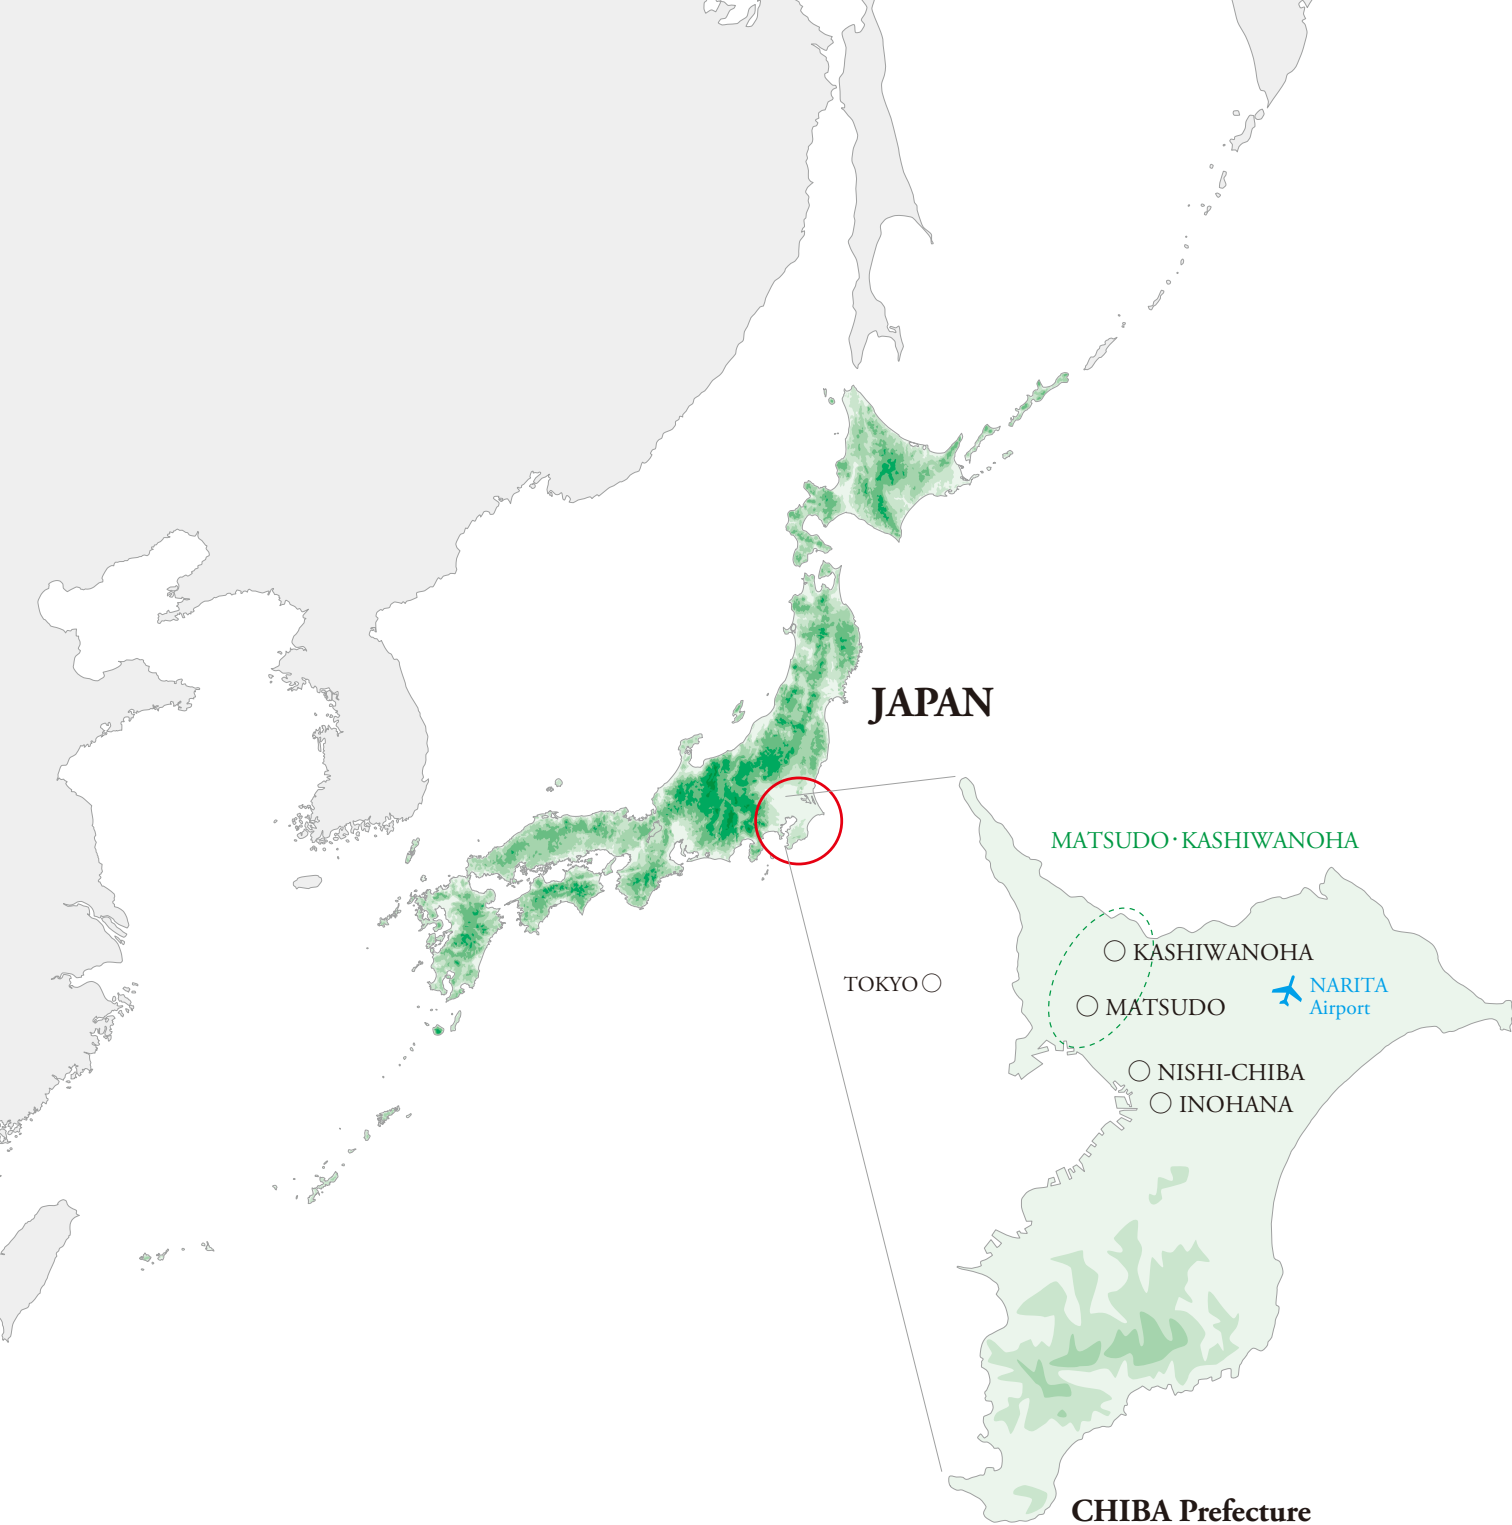 JAPAN
MATSUDO・KASHIWANOHA
KASHIWANOHA
TOKYO
NARITA
Airport
MATSUDO
NISHI-CHIBA
INOHANA
CHIBA Prefecture